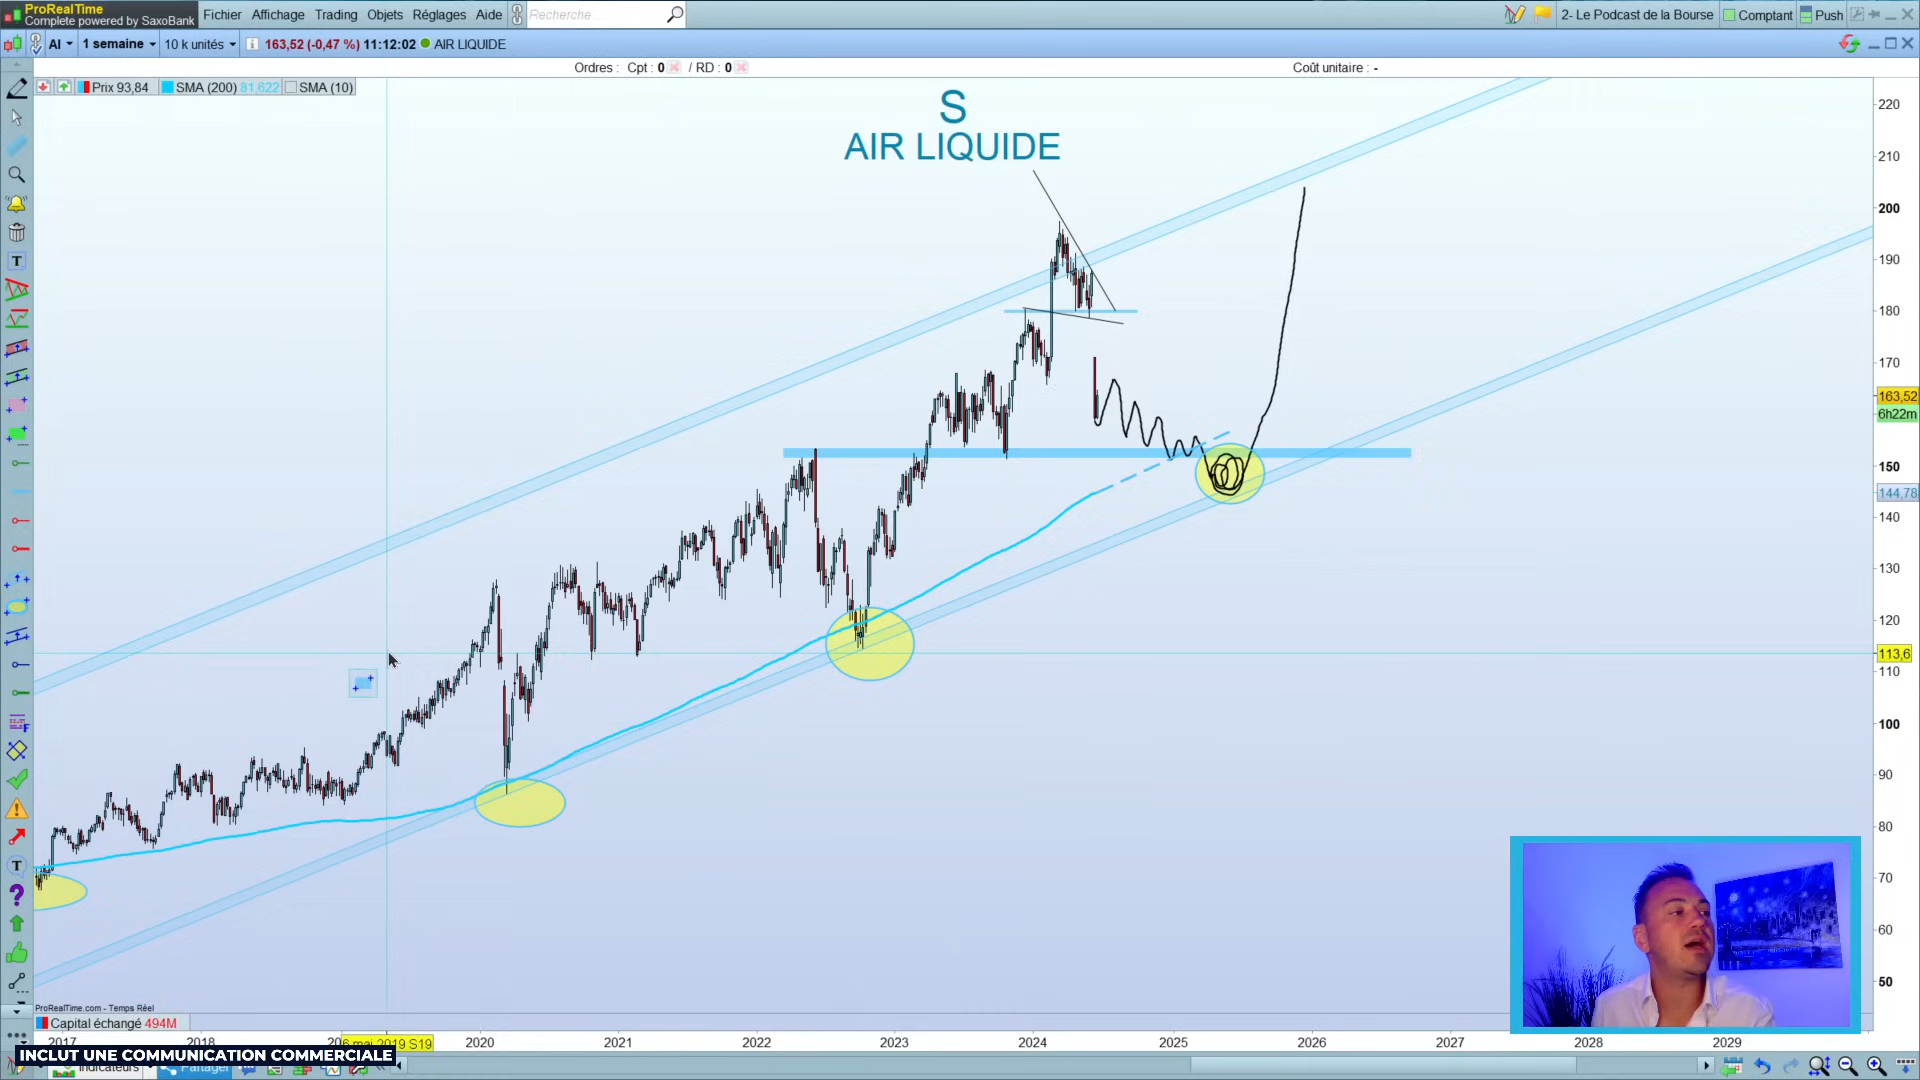 ProRealTime
Complete powered by SaxoBank
Fichier Affichage Trading Objets Réglages Aide
Recherche
2- Le Podcast de la Bourse
Comptant
Push
AI
1 semaine
10 k unités
163,52 (-0,47 %) 11:12:02
AIR LIQUIDE
Ordres : Cpt : 0 / RD : 0
Coût unitaire : -
Prix 93,84
SMA (200) 81,622
SMA (10)
S
AIR LIQUIDE
220
210
200
190
180
170
163,52
6h22m
150
144,78
140
130
120
113,6
110
100
90
80
70
60
50
ProRealTime.com - Temps Réel
Capital échangé 494M
2017 2018 6 mai 2019 S19 2020 2021 2022 2023 2024 2025 2026 2027 2028 2029
INCLUT UNE COMMUNICATION COMMERCIALE
Indicateurs
Partager